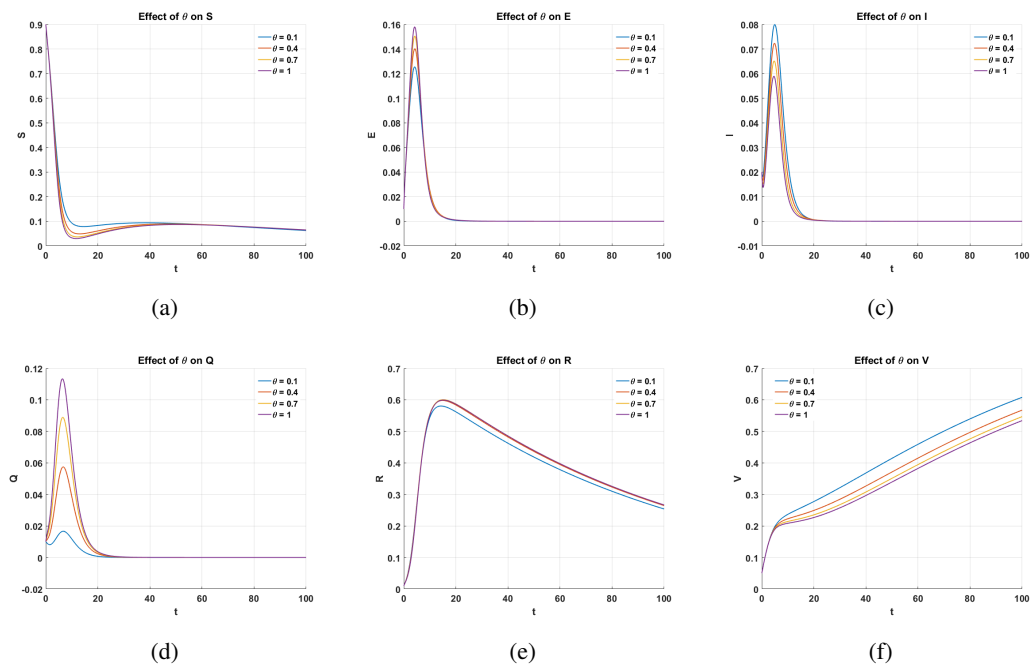 Effect of θ on S
0.9
0.8
0.7
0.6
0.5
0.4
0.3
0.2
0.1
0
S
0 20 40 60 80 100
t
θ = 0.1
θ = 0.4
θ = 0.7
θ = 1
(a)
Effect of θ on E
0.16
0.14
0.12
0.1
0.08
0.06
0.04
0.02
0
-0.02
E
0 20 40 60 80 100
t
θ = 0.1
θ = 0.4
θ = 0.7
θ = 1
(b)
Effect of θ on I
0.08
0.07
0.06
0.05
0.04
0.03
0.02
0.01
0
-0.01
I
0 20 40 60 80 100
t
θ = 0.1
θ = 0.4
θ = 0.7
θ = 1
(c)
Effect of θ on Q
0.12
0.1
0.08
0.06
0.04
0.02
0
-0.02
Q
0 20 40 60 80 100
t
θ = 0.1
θ = 0.4
θ = 0.7
θ = 1
(d)
Effect of θ on R
0.7
0.6
0.5
0.4
0.3
0.2
0.1
0
R
0 20 40 60 80 100
t
θ = 0.1
θ = 0.4
θ = 0.7
θ = 1
(e)
Effect of θ on V
0.7
0.6
0.5
0.4
0.3
0.2
0.1
0
V
0 20 40 60 80 100
t
θ = 0.1
θ = 0.4
θ = 0.7
θ = 1
(f)